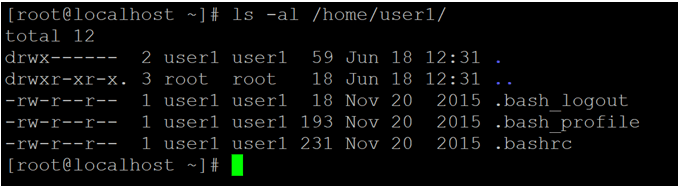 [root@localhost ~]# ls -al /home/user1/
total 12
drwx------  2 user1 user1  59 Jun 18 12:31 .
drwxr-xr-x. 3 root  root   18 Jun 18 12:31 ..
-rw-r--r--  1 user1 user1  18 Nov 20  2015 .bash_logout
-rw-r--r--  1 user1 user1 193 Nov 20  2015 .bash_profile
-rw-r--r--  1 user1 user1 231 Nov 20  2015 .bashrc
[root@localhost ~]#